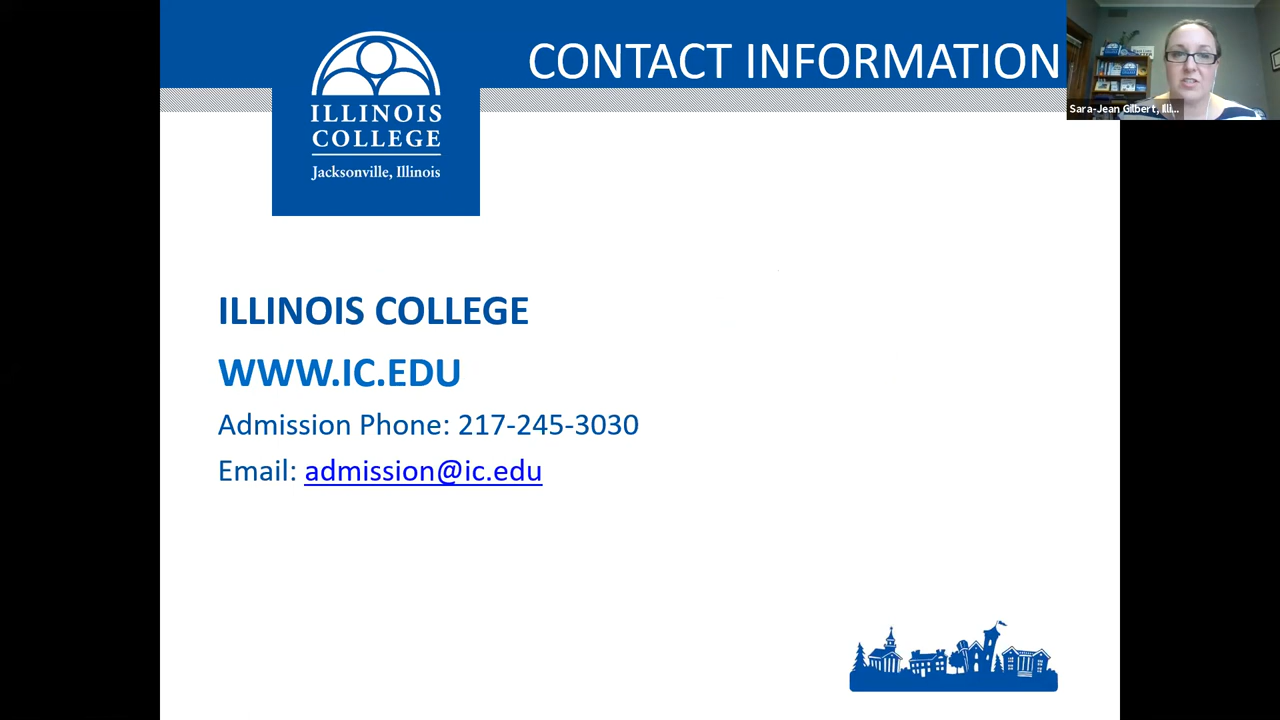 CONTACT INFORMATION
ILLINOIS
COLLEGE
Jacksonville, Illinois
Sara-Jean Gilbert, Illi...
ILLINOIS COLLEGE
WWW.IC.EDU
Admission Phone: 217-245-3030
Email: admission@ic.edu